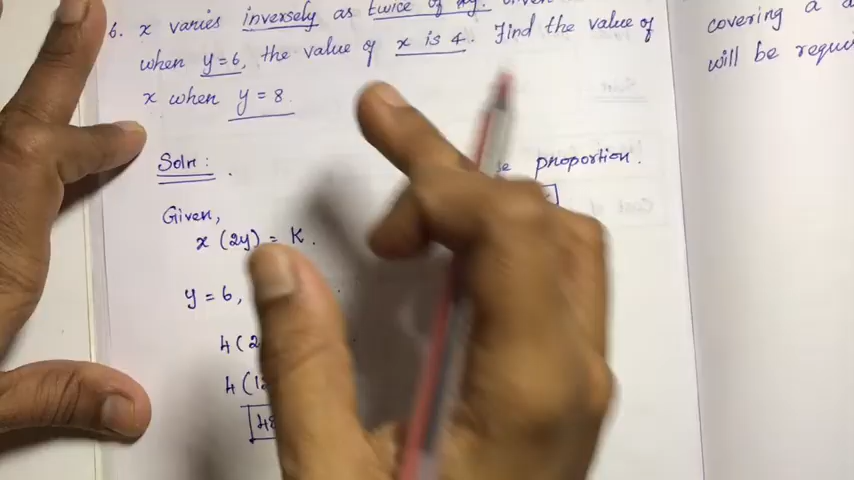 6. x varies inversely as twice of
when y=6, the value of x is 4. Find the value of
x when y = 8
Soln:
proportion.
Given,
x (2y) = K.
y = 6,
4(2
4(1
48
covering a
will be